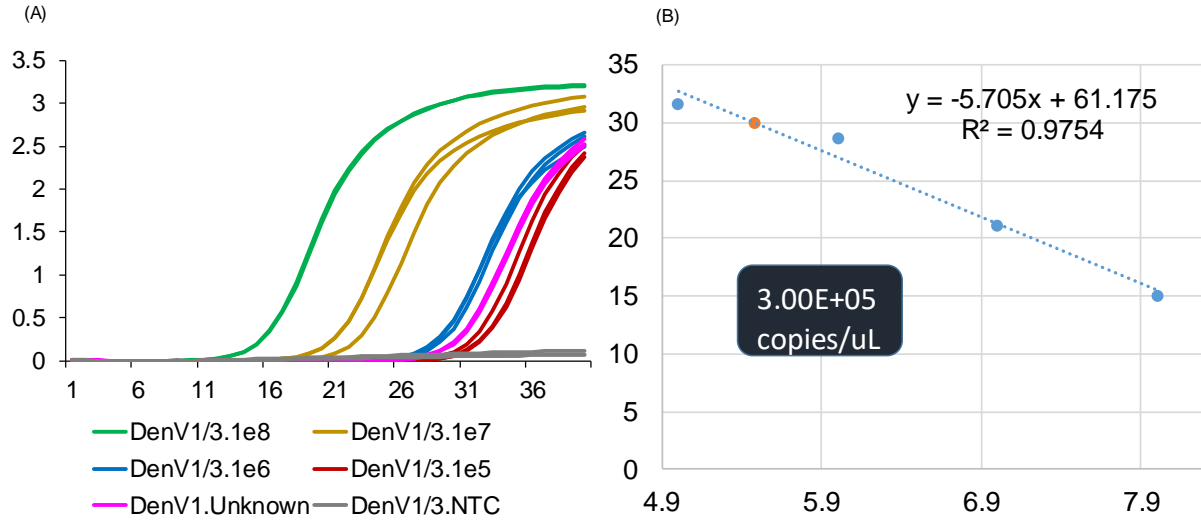 (A)
3.5
3
2.5
2
1.5
1
0.5
0
1 6 11 16 21 26 31 36
DenV1/3.1e8 DenV1/3.1e7
DenV1/3.1e6 DenV1/3.1e5
DenV1.Unknown DenV1/3.NTC
(B)
35
30
25
20
15
10
5
0
y = -5.705x + 61.175
R² = 0.9754
3.00E+05
copies/uL
4.9 5.9 6.9 7.9